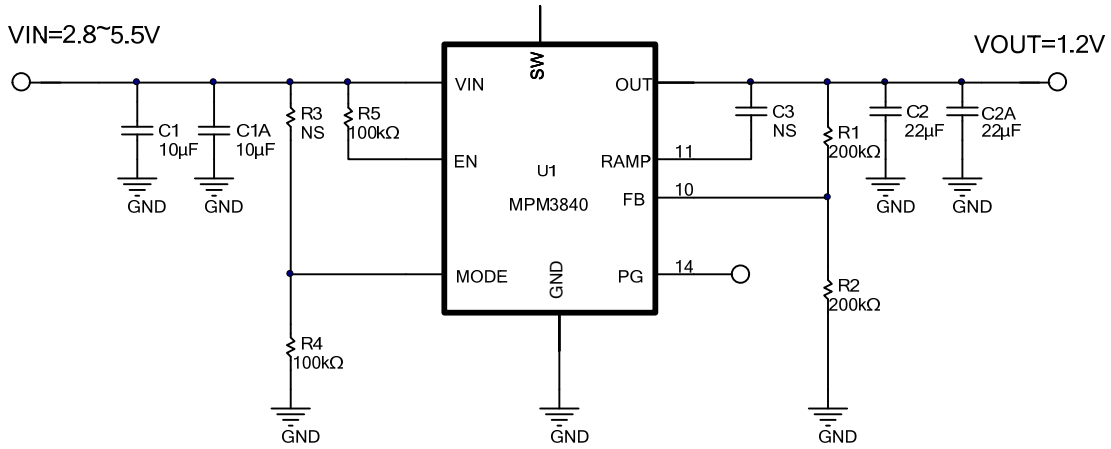 VIN=2.8~5.5V
VOUT=1.2V
SW
VIN
OUT
C1
10µF
C1A
10µF
R3
NS
R5
100kΩ
C3
NS
R1
200kΩ
C2
22µF
C2A
22µF
EN
U1
MPM3840
RAMP
11
FB
10
GND
GND
GND
GND
MODE
GND
PG
14
R2
200kΩ
R4
100kΩ
GND
GND
GND